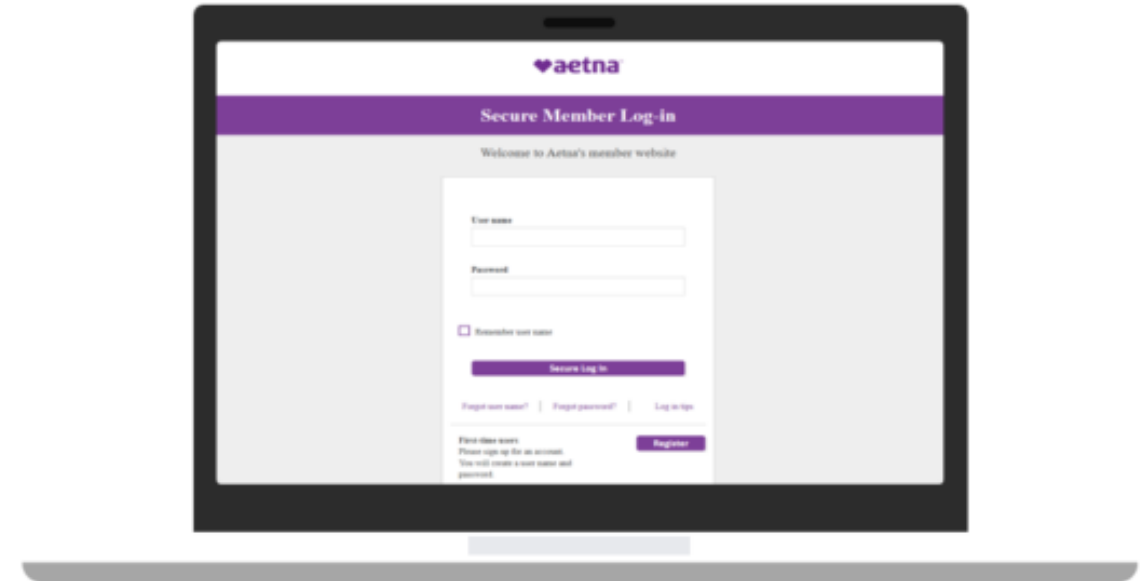 aetna
Secure Member Log-in
Welcome to Aetna's member website
User name
Password
Remember user name
Secure Log In
Forgot user name? | Forgot password? | Log in tips
First-time users
Register
Please sign up for an account.
You will create a user name and
password.